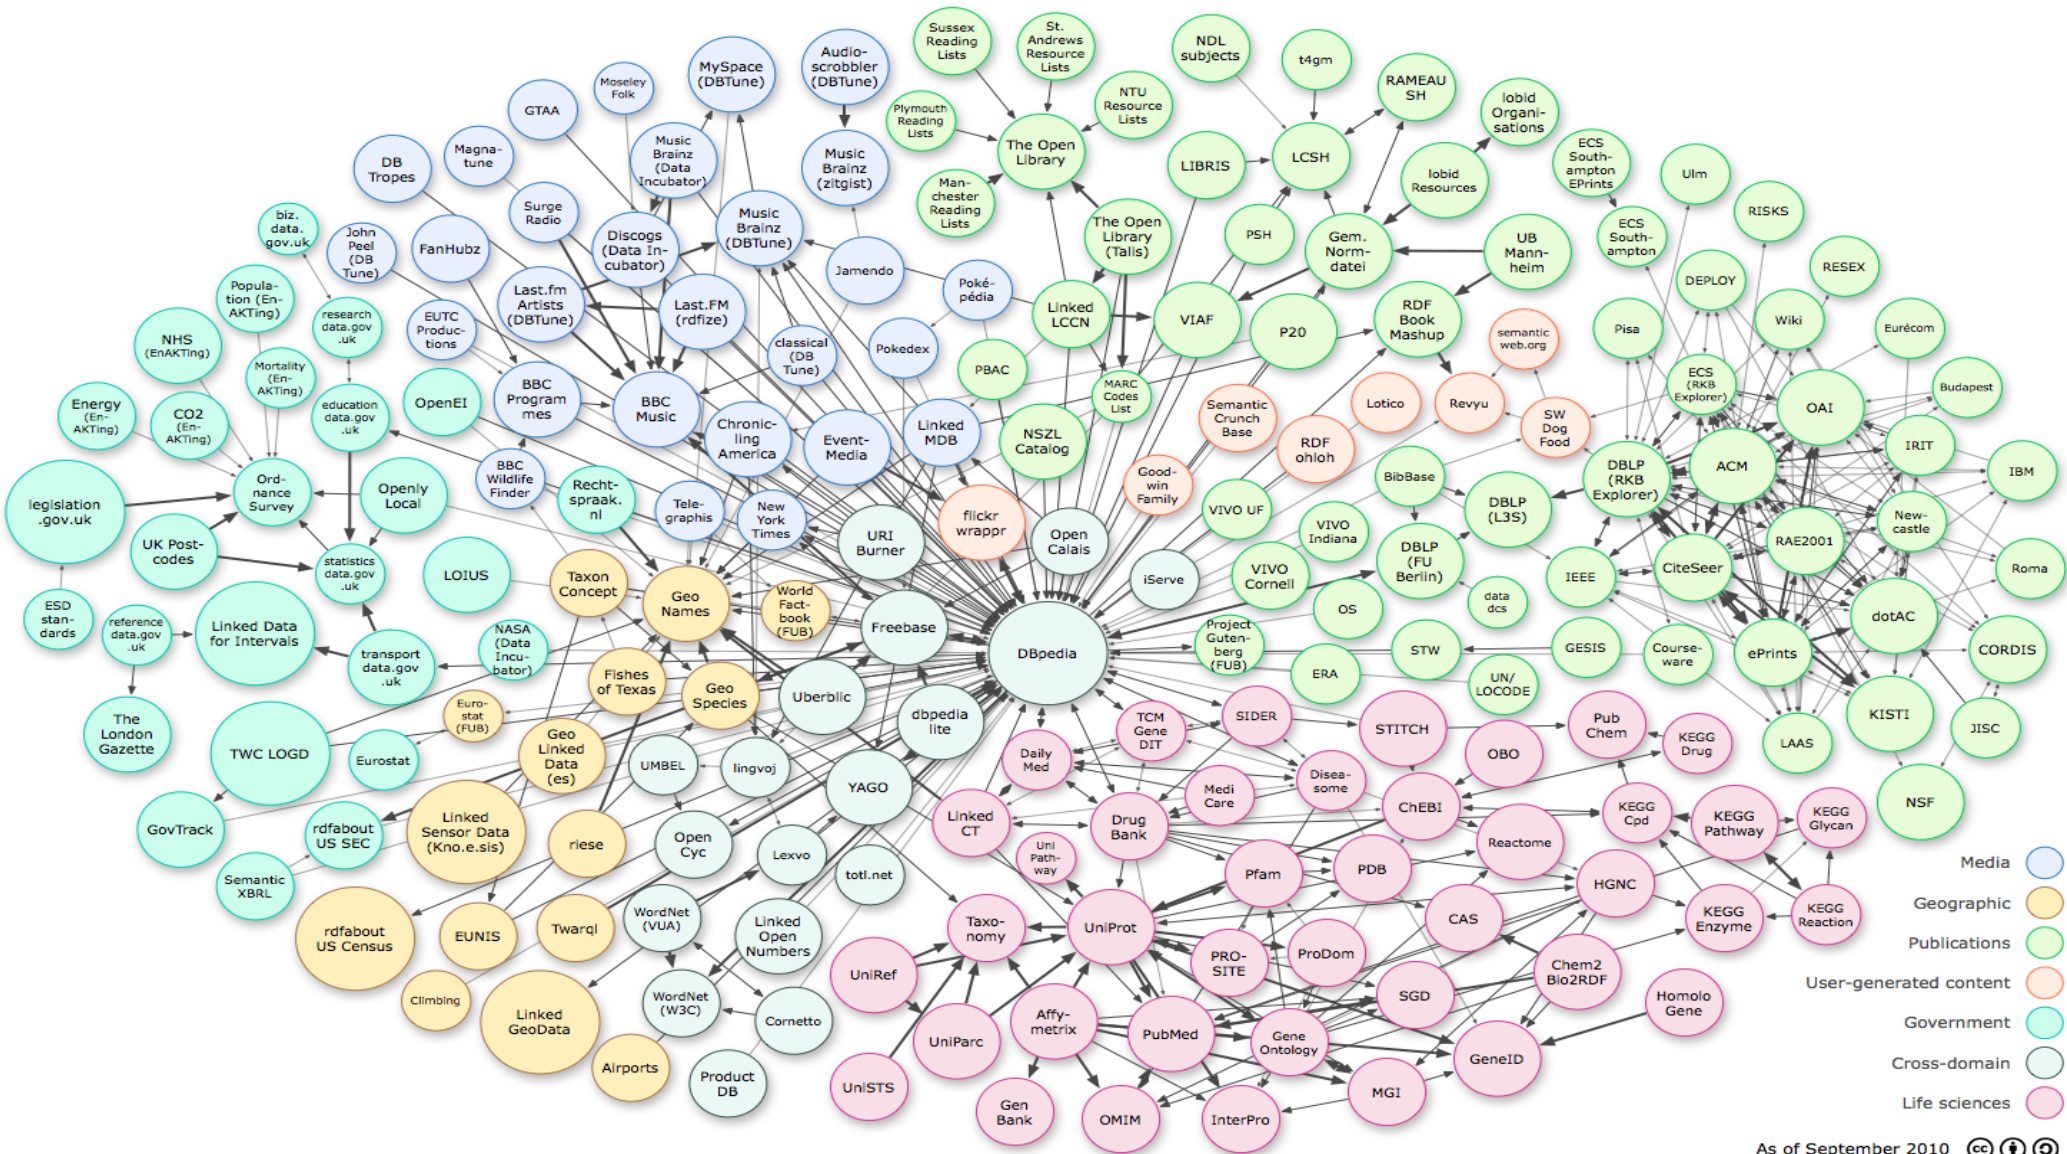 Sussex
Reading
Lists
St.
Andrews
Resource
Lists
NDL
subjects
t4gm
RAMEAU
SH
lobid
Organi-
sations
Audio-
scrobbler
(DBTune)
MySpace
(DBTune)
Moseley
Folk
GTAA
Plymouth
Reading
Lists
NTU
Resource
Lists
The Open
Library
LCSH
LIBRIS
lobid
Resources
ECS
South-
ampton
EPrints
Ulm
DB
Tropes
Magna-
tune
Music
Brainz
(Data
Incubator)
Music
Brainz
(zitgist)
Man-
chester
Reading
Lists
RISKS
biz.
data.
gov.uk
John
Peel
(DB
Tune)
FanHubz
Surge
Radio
Discogs
(Data In-
cubator)
Music
Brainz
(DBTune)
The Open
Library
(Talis)
PSH
Gem.
Norm-
datei
UB
Mann-
heim
ECS
South-
ampton
RESEX
Popula-
tion (En-
AKTing)
research
data.gov
.uk
EUTC
Produc-
tions
Last.fm
Artists
(DBTune)
Last.FM
(rdfize)
Jamendo
Poké-
pédia
Linked
LCCN
VIAF
P20
RDF
Book
Mashup
semantic
web.org
DEPLOY
Pisa
Wiki
Eurécom
NHS
(EnAKTing)
Mortality
(En-
AKTing)
classical
(DB
Tune)
Pokedex
PBAC
MARC
Codes
List
ECS
(RKB
Explorer)
OAI
Budapest
Energy
(En-
AKTing)
CO2
(En-
AKTing)
education
data.gov
.uk
OpenEI
BBC
Program
mes
BBC
Music
Chronic-
ling
America
Event-
Media
Linked
MDB
NSZL
Catalog
Semantic
Crunch
Base
RDF
ohloh
Lotico
Revyu
SW
Dog
Food
IRIT
IBM
legislation
.gov.uk
Ord-
nance
Survey
Openly
Local
BBC
Wildlife
Finder
Recht-
spraak.
nl
Tele-
graphis
New
York
Times
URI
Burner
flickr
wrappr
Open
Calais
Good-
win
Family
VIVO UF
VIVO
Indiana
BibBase
DBLP
(L3S)
DBLP
(RKB
Explorer)
ACM
New-
castle
UK Post-
codes
statistics
data.gov
.uk
LOIUS
Taxon
Concept
Geo
Names
World
Fact-
book
(FUB)
Freebase
iServe
VIVO
Cornell
DBLP
(FU
Berlin)
IEEE
CiteSeer
RAE2001
Roma
ESD
stan-
dards
reference
data.gov
.uk
Linked Data
for Intervals
transport
data.gov
.uk
NASA
(Data
Incu-
bator)
DBpedia
Project
Guten-
berg
(FUB)
OS
data
dcs
dotAC
Fishes
of Texas
Geo
Species
Uberblic
dbpedia
lite
ERA
STW
UN/
LOCODE
GESIS
Course-
ware
ePrints
CORDIS
The
London
Gazette
TWC LOGD
Eurostat
Euro-
stat
(FUB)
Geo
Linked
Data
(es)
UMBEL
lingvoj
YAGO
Daily
Med
TCM
Gene
DIT
SIDER
STITCH
OBO
Pub
Chem
KEGG
Drug
LAAS
KISTI
JISC
GovTrack
rdfabout
US SEC
Linked
Sensor Data
(Kno.e.sis)
riese
Open
Cyc
Lexvo
totl.net
Linked
CT
Drug
Bank
Medi
Care
Disea-
some
ChEBI
Reactome
KEGG
Cpd
KEGG
Pathway
KEGG
Glycan
NSF
Semantic
XBRL
rdfabout
US Census
EUNIS
Twarql
WordNet
(VUA)
Linked
Open
Numbers
Uni
Path-
way
Taxo-
nomy
UniProt
Pfam
PDB
CAS
HGNC
KEGG
Enzyme
KEGG
Reaction
Climbing
Linked
GeoData
Airports
WordNet
(W3C)
Cornetto
Product
DB
UniRef
UniParc
UniSTS
Affy-
metrix
PubMed
PRO-
SITE
ProDom
Gene
Ontology
SGD
Chem2
Bio2RDF
Homolo
Gene
GeneID
MGI
Gen
Bank
OMIM
InterPro
Media
Geographic
Publications
User-generated content
Government
Cross-domain
Life sciences
As of September 2010
cc